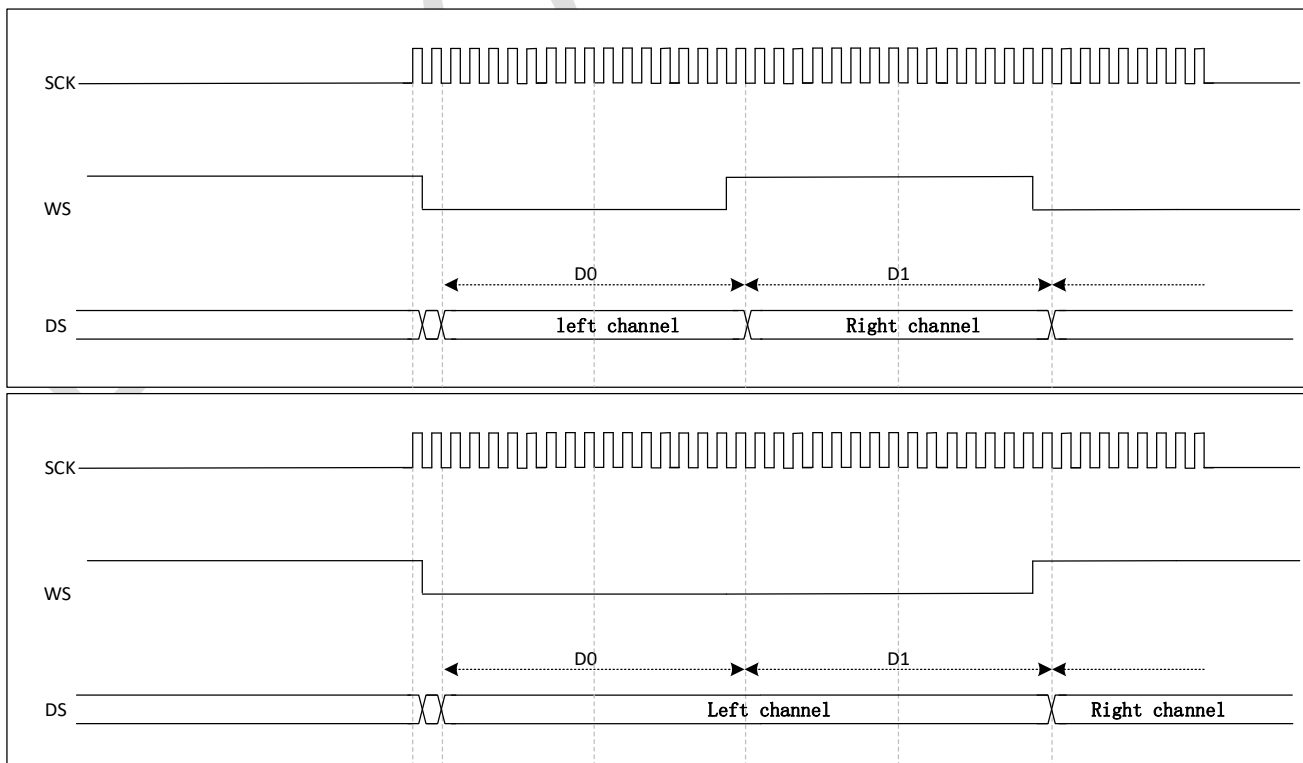 SCK
WS
D0 D1
DS left channel Right channel
SCK
WS
D0 D1
DS Left channel Right channel